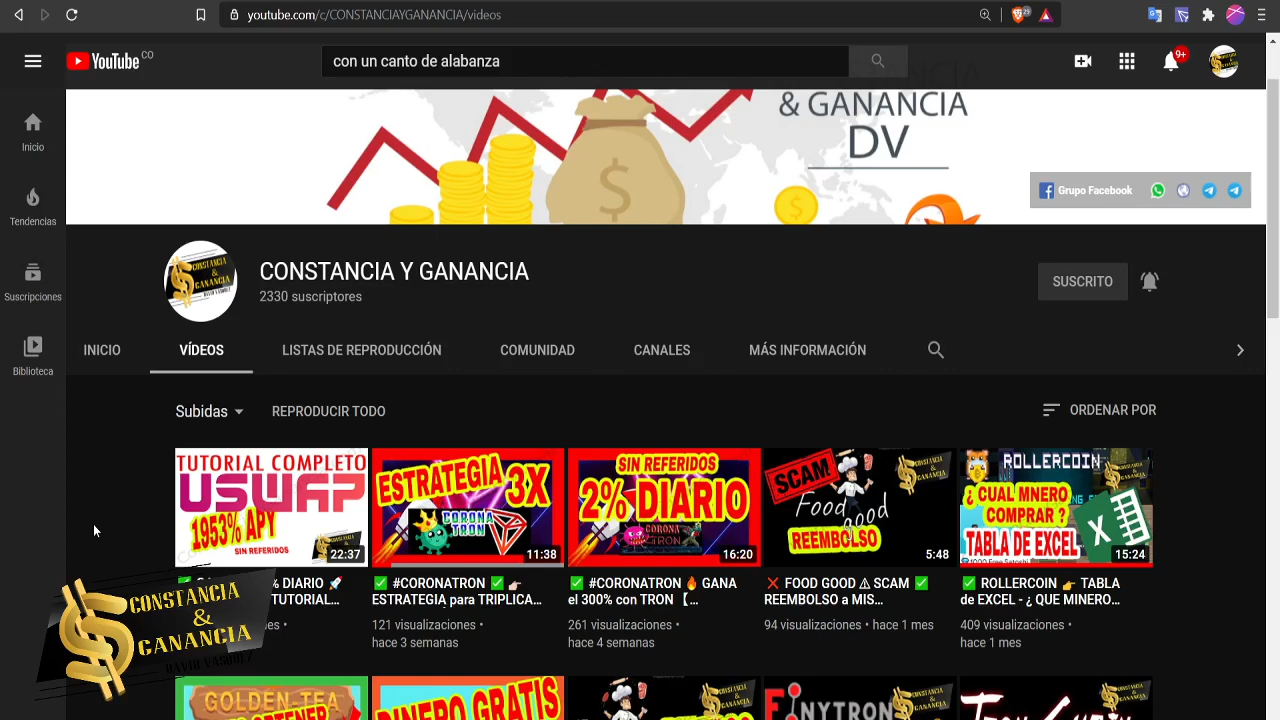 youtube.com/c/CONSTANCIAYGANANCIA/videos
29
YouTube CO
con un canto de alabanza
9+
& GANANCIA
DV
Grupo Facebook
Inicio
Tendencias
Suscripciones
Biblioteca
CONSTANCIA Y GANANCIA
2330 suscriptores
SUSCRITO
INICIO
VÍDEOS
LISTAS DE REPRODUCCIÓN
COMUNIDAD
CANALES
MÁS INFORMACIÓN
Subidas
REPRODUCIR TODO
ORDENAR POR
TUTORIAL COMPLETO
USWAP
1953% APY
SIN REFERIDOS
22:37
ESTRATEGIA 3X
CORONA
TRON
11:38
SIN REFERIDOS
2% DIARIO
CORONA
TRON
16:20
SCAM
Food
good
REEMBOLSO
5:48
ROLLERCOIN
¿ CUAL MNERO
COMPRAR ?
TABLA DE EXCEL
15:24
% DIARIO
TUTORIAL...
#CORONATRON
ESTRATEGIA para TRIPLICA...
121 visualizaciones •
hace 3 semanas
#CORONATRON GANA
el 300% con TRON 【...
261 visualizaciones •
hace 4 semanas
FOOD GOOD SCAM
REEMBOLSO a MIS...
94 visualizaciones • hace 1 mes
ROLLERCOIN TABLA
de EXCEL - ¿ QUE MINERO...
409 visualizaciones •
hace 1 mes
CONSTANCIA
&
GANANCIA
DAVID VASQUEZ
GOLDEN-TEA
OBTENER
DINERO GRATIS
FINYTRON